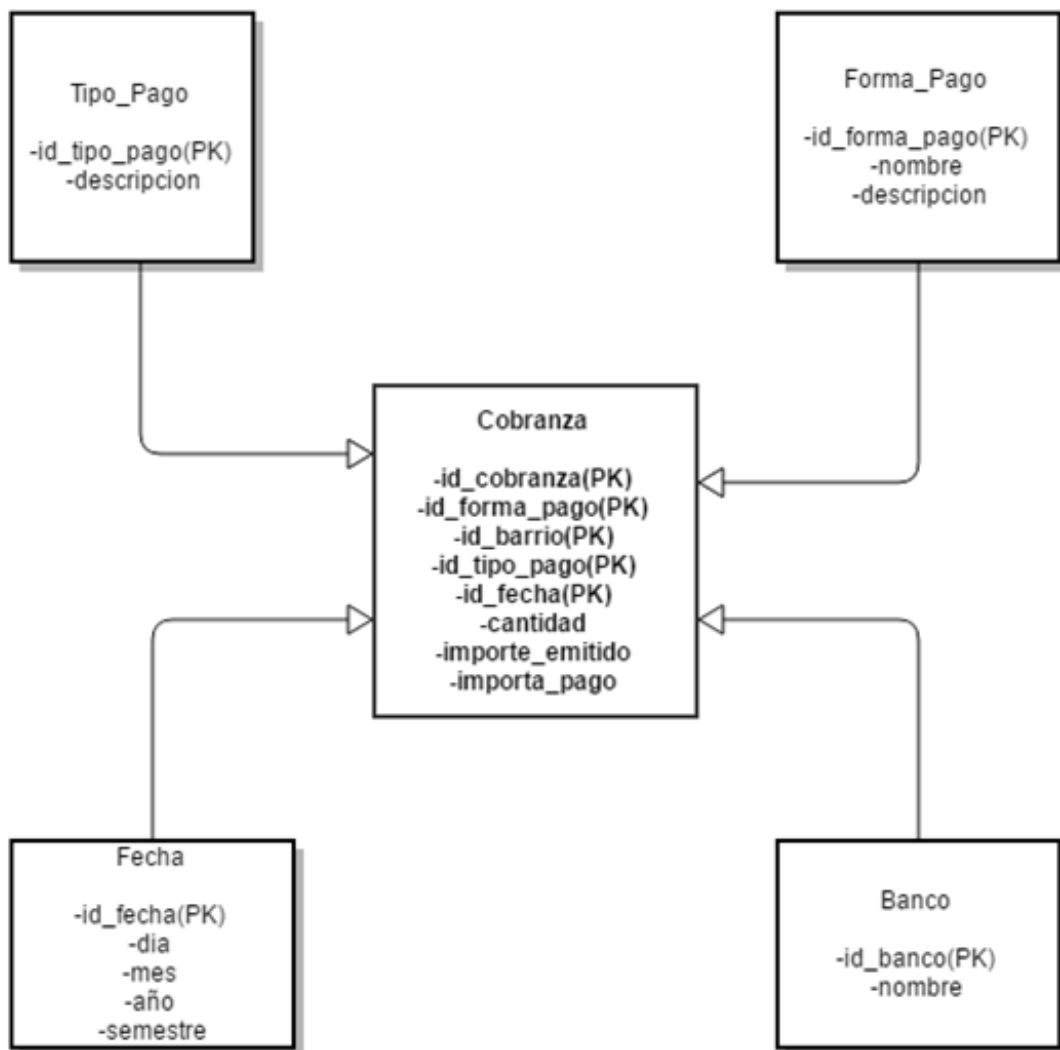 Tipo_Pago
-id_tipo_pago(PK)
-descripcion
Forma_Pago
-id_forma_pago(PK)
-nombre
-descripcion
Cobranza
-id_cobranza(PK)
-id_forma_pago(PK)
-id_barrio(PK)
-id_tipo_pago(PK)
-id_fecha(PK)
-cantidad
-importe_emitido
-importa_pago
Fecha
-id_fecha(PK)
-dia
-mes
-año
-semestre
Banco
-id_banco(PK)
-nombre